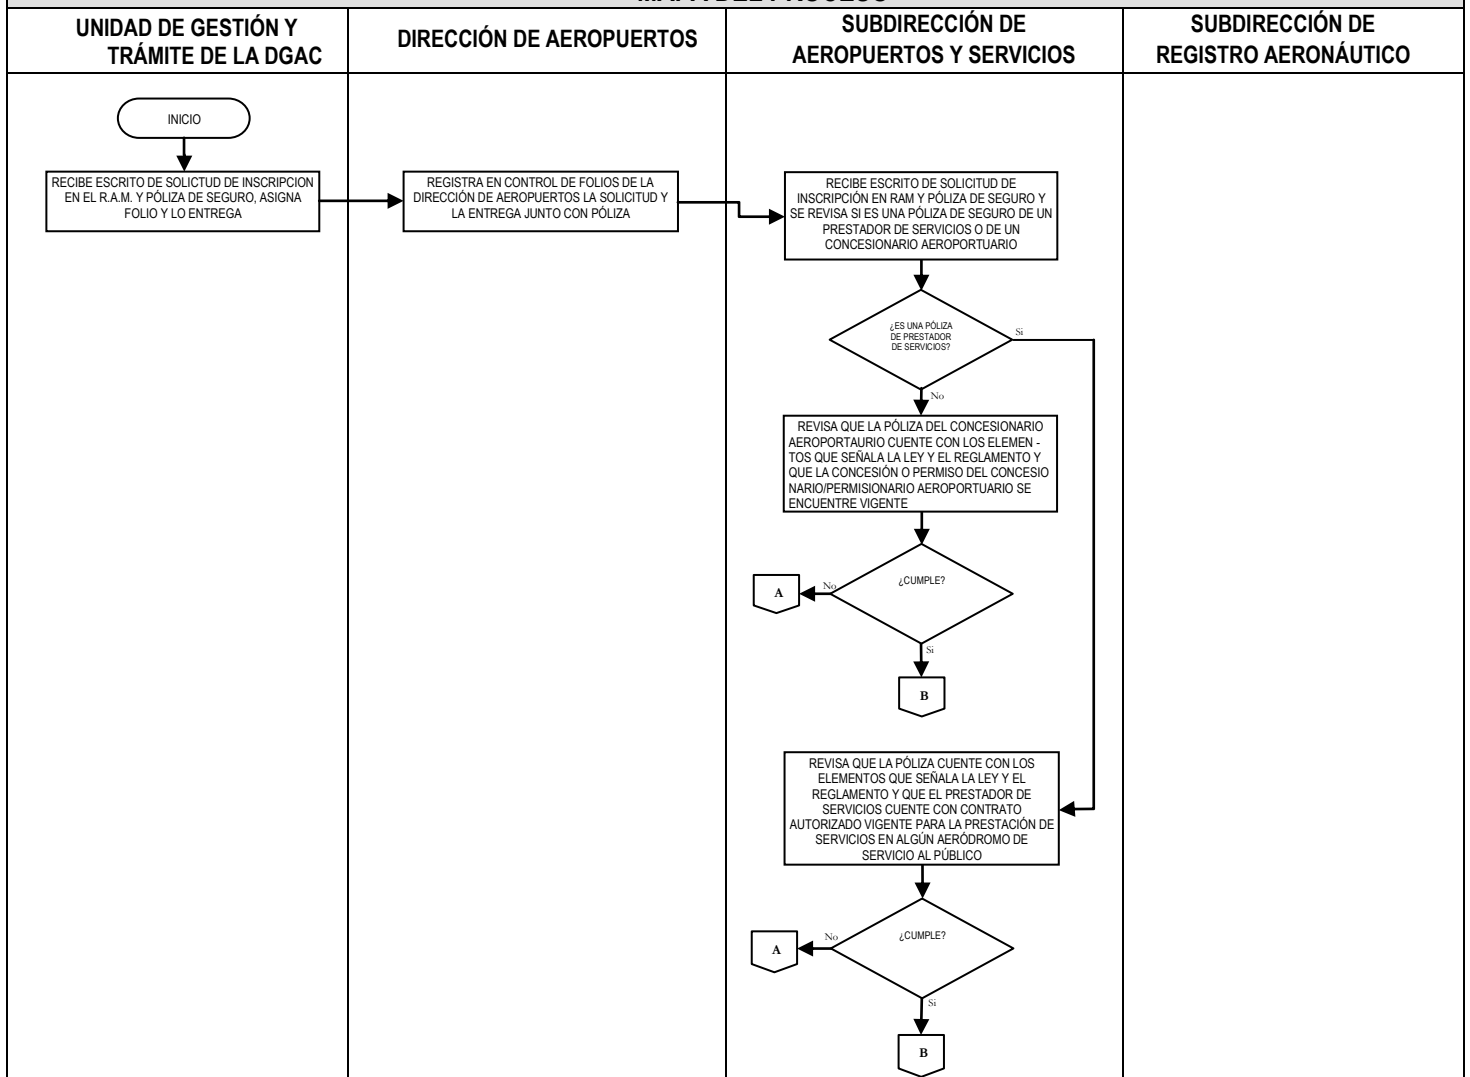 UNIDAD DE GESTIÓN Y
TRÁMITE DE LA DGAC
DIRECCIÓN DE AEROPUERTOS
SUBDIRECCIÓN DE
AEROPUERTOS Y SERVICIOS
SUBDIRECCIÓN DE
REGISTRO AERONÁUTICO
INICIO
RECIBE ESCRITO DE SOLICTUD DE INSCRIPCION
EN EL R.A.M. Y PÓLIZA DE SEGURO, ASIGNA
FOLIO Y LO ENTREGA
REGISTRA EN CONTROL DE FOLIOS DE LA
DIRECCIÓN DE AEROPUERTOS LA SOLICITUD Y
LA ENTREGA JUNTO CON PÓLIZA
RECIBE ESCRITO DE SOLICITUD DE
INSCRIPCIÓN EN RAM Y PÓLIZA DE SEGURO Y
SE REVISA SI ES UNA PÓLIZA DE SEGURO DE UN
PRESTADOR DE SERVICIOS O DE UN
CONCESIONARIO AEROPORTUARIO
¿ES UNA PÓLIZA
DE PRESTADOR
DE SERVICIOS?
Si
No
REVISA QUE LA PÓLIZA DEL CONCESIONARIO
AEROPORTAURIO CUENTE CON LOS ELEMEN -
TOS QUE SEÑALA LA LEY Y EL REGLAMENTO Y
QUE LA CONCESIÓN O PERMISO DEL CONCESIO
NARIO/PERMISIONARIO AEROPORTUARIO SE
ENCUENTRE VIGENTE
¿CUMPLE?
No
A
Si
B
REVISA QUE LA PÓLIZA CUENTE CON LOS
ELEMENTOS QUE SEÑALA LA LEY Y EL
REGLAMENTO Y QUE EL PRESTADOR DE
SERVICIOS CUENTE CON CONTRATO
AUTORIZADO VIGENTE PARA LA PRESTACIÓN DE
SERVICIOS EN ALGÚN AERÓDROMO DE
SERVICIO AL PÚBLICO
¿CUMPLE?
No
A
Si
B